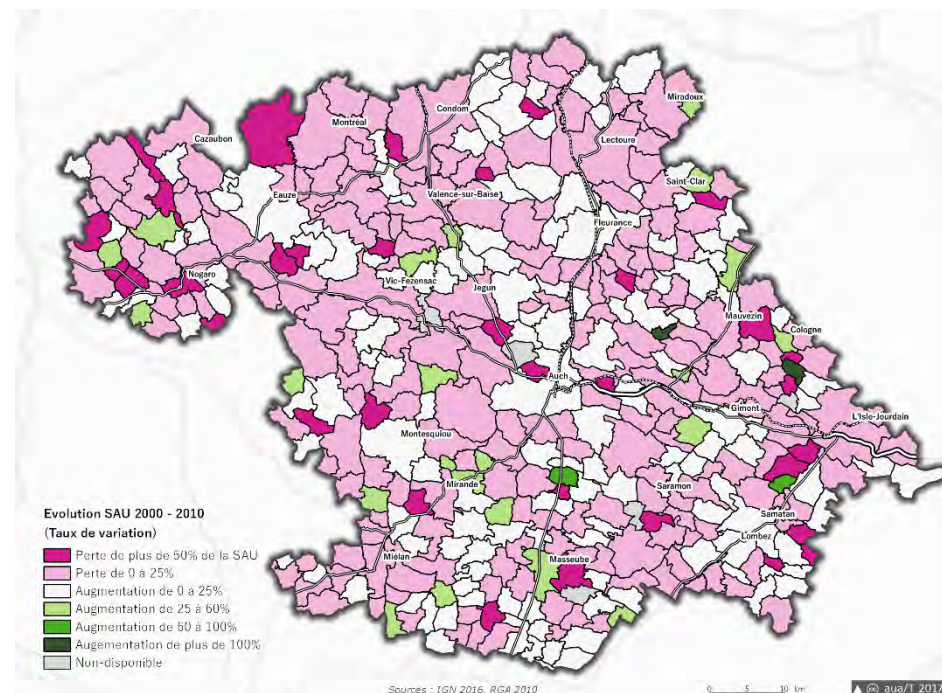 Miradoux
Condom
Cazaubon
Montréal
Lectoure
Saint-Clar
Eauze
Valence-sur-Baïse
Fleurance
Nogaro
Vic-Fezensac
Jegun
Mauvezin
Cologne
Auch
Gimont
L'Isle-Jourdain
Montesquiou
Mirande
Saramon
Samatan
Lombez
Miélan
Masseube
Evolution SAU 2000 - 2010
(Taux de variation)
Perte de plus de 50% de la SAU
Perte de 0 à 25%
Augmentation de 0 à 25%
Augmentation de 25 à 60%
Augmentation de 60 à 100%
Augementation de plus de 100%
Non-disponible
Sources : IGN 2016, RGA 2010
0 5 10 km
cc aua/T 2017